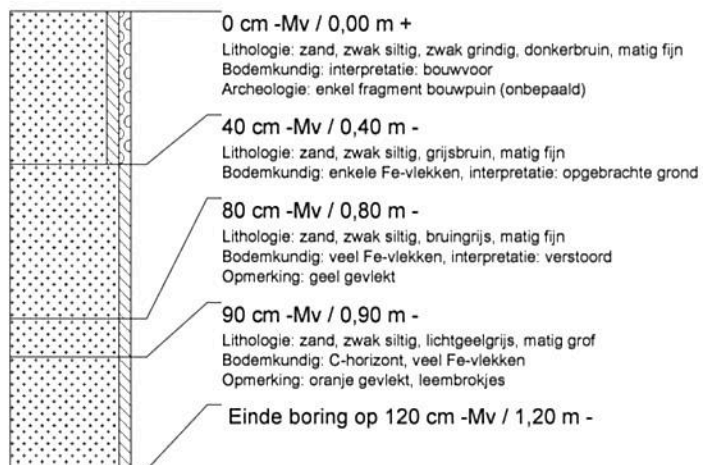 0 cm -Mv / 0,00 m +
Lithologie: zand, zwak siltig, zwak grindig, donkerbruin, matig fijn
Bodemkundig: interpretatie: bouwvoor
Archeologie: enkel fragment bouwpuin (onbepaald)
40 cm -Mv / 0,40 m -
Lithologie: zand, zwak siltig, grijsbruin, matig fijn
Bodemkundig: enkele Fe-vlekken, interpretatie: opgebrachte grond
80 cm -Mv / 0,80 m -
Lithologie: zand, zwak siltig, bruingrijs, matig fijn
Bodemkundig: veel Fe-vlekken, interpretatie: verstoord
Opmerking: geel gevlekt
90 cm -Mv / 0,90 m -
Lithologie: zand, zwak siltig, lichtgeelgrijs, matig grof
Bodemkundig: C-horizont, veel Fe-vlekken
Opmerking: oranje gevlekt, leembrokjes
Einde boring op 120 cm -Mv / 1,20 m -